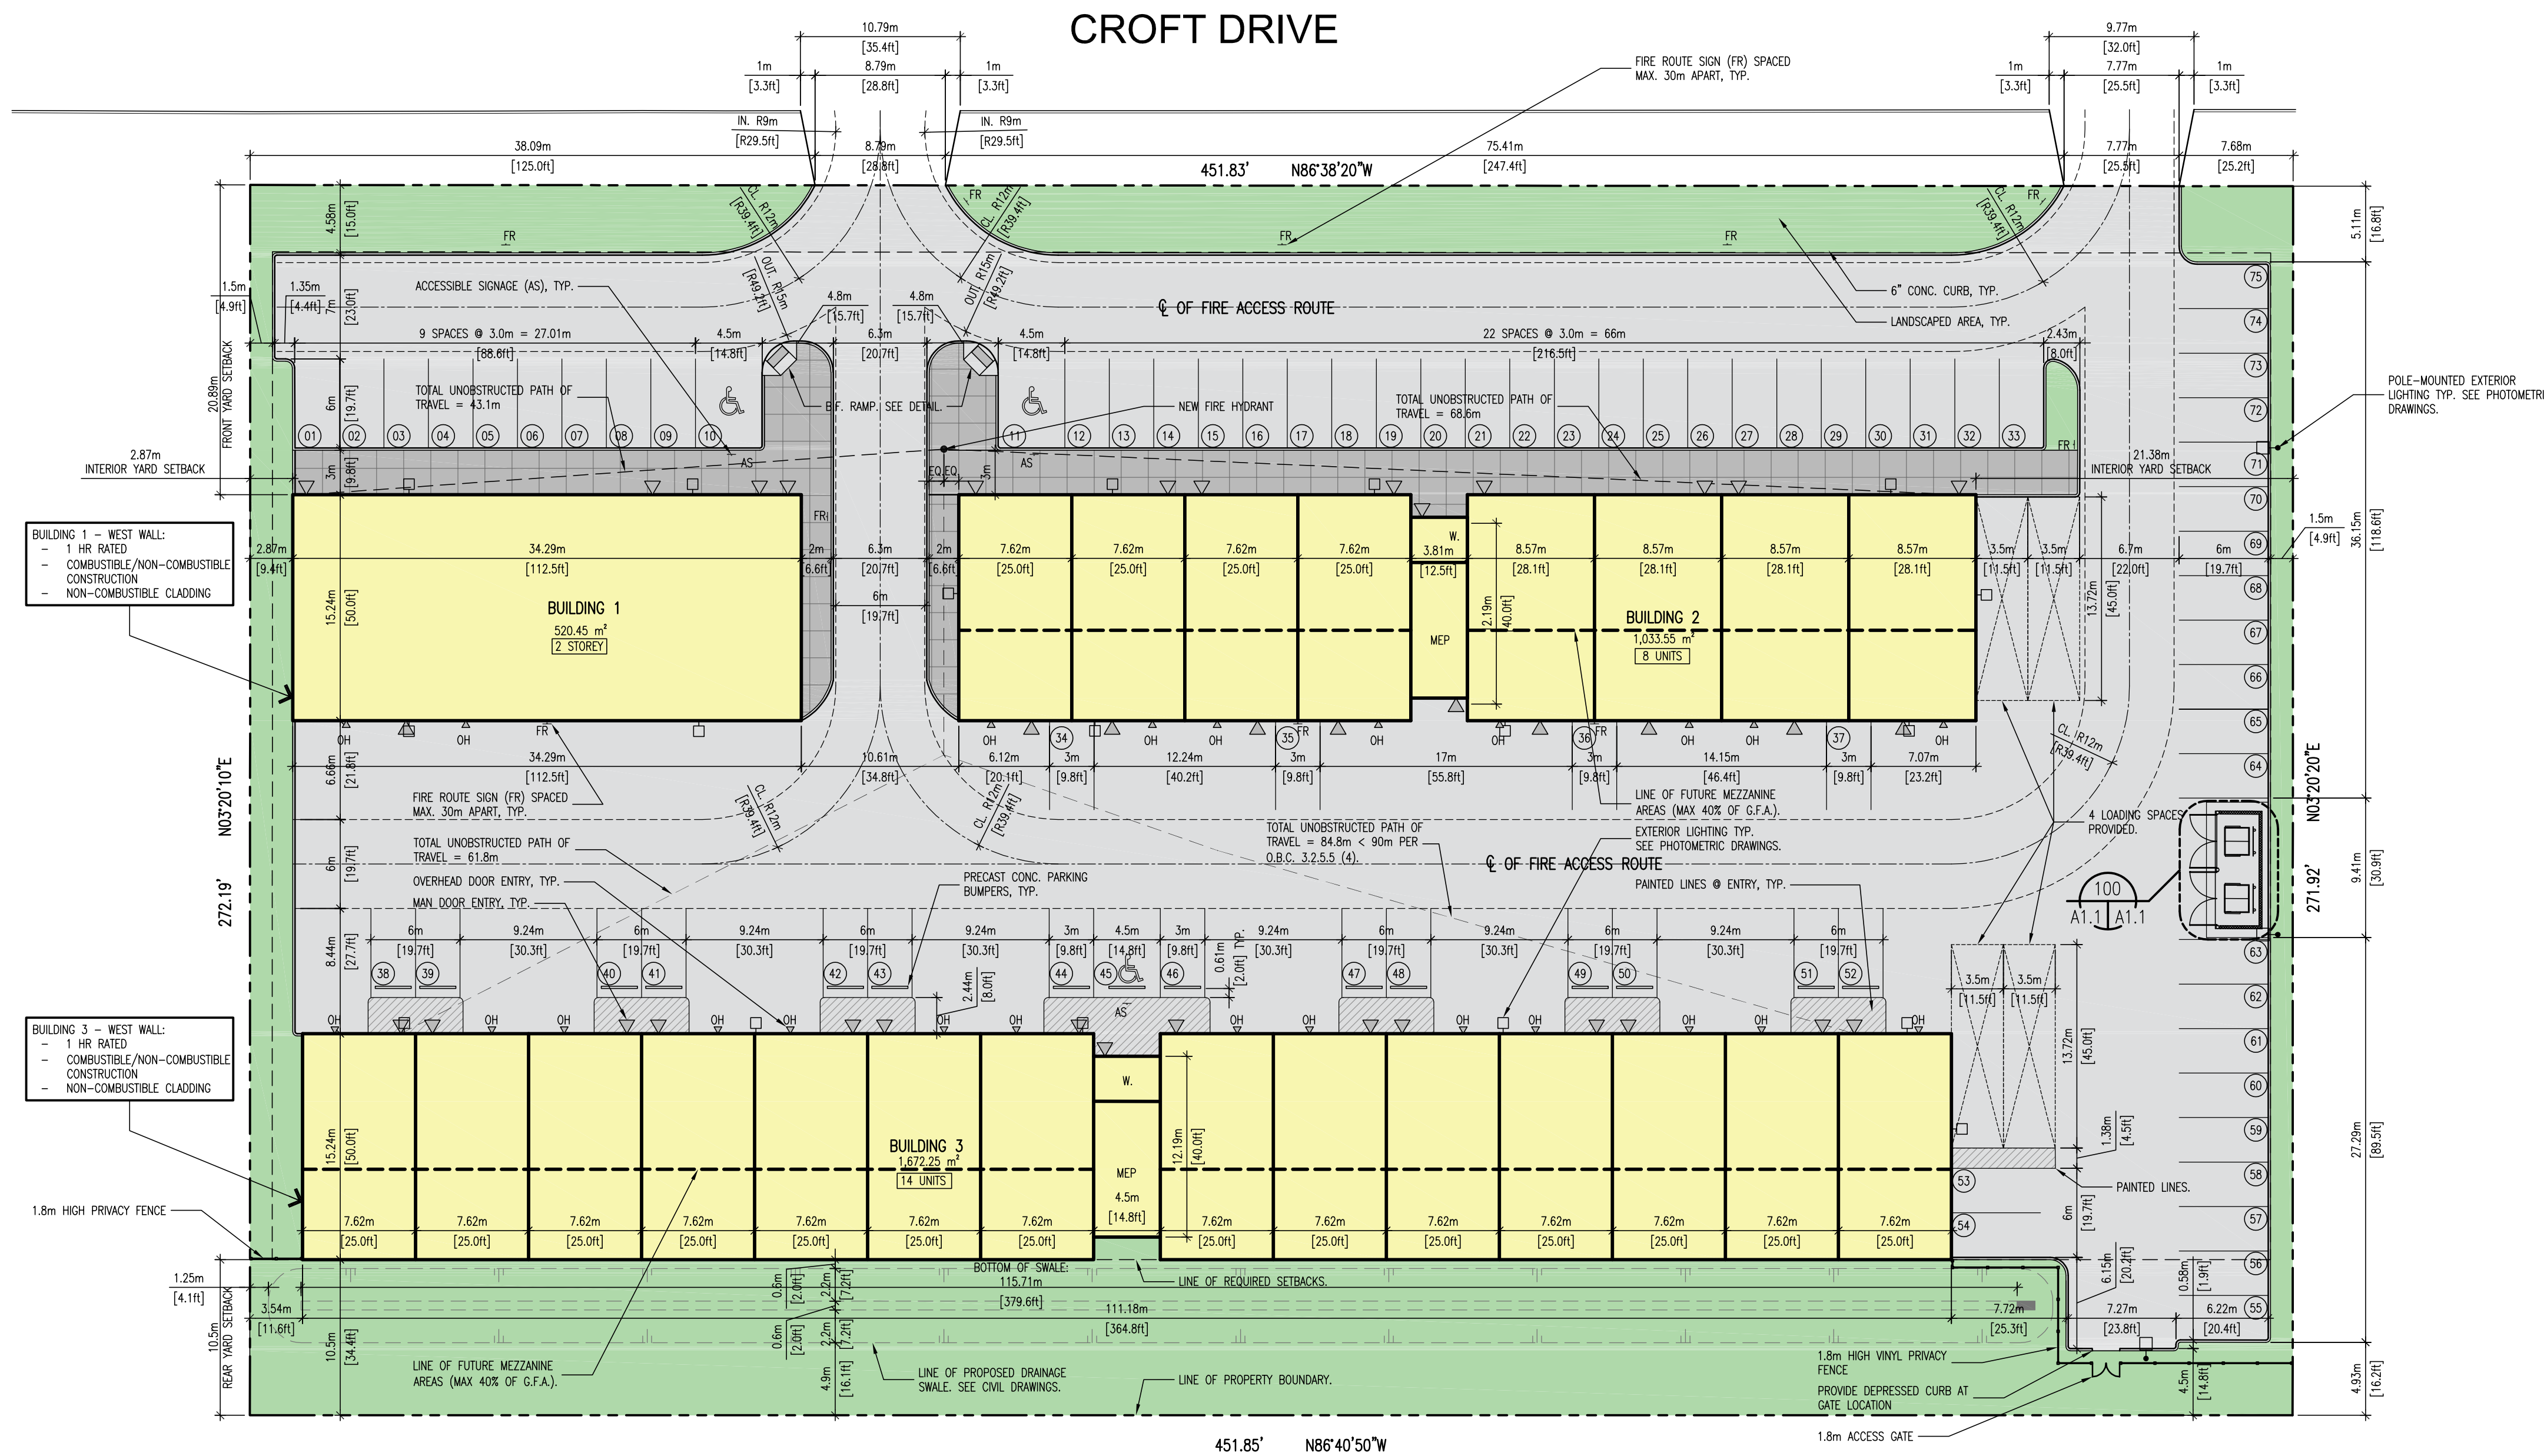 CROFT DRIVE
10.79m
[35.4ft]
1m
[3.3ft]
8.79m
[28.8ft]
1m
[3.3ft]
FIRE ROUTE SIGN (FR) SPACED
MAX. 30m APART, TYP.
9.77m
[32.0ft]
1m
[3.3ft]
7.77m
[25.5ft]
1m
[3.3ft]
IN. R9m
[R29.5ft]
IN. R9m
[R29.5ft]
38.09m
[125.0ft]
8.79m
[28.8ft]
451.83' N86°38'20"W
75.41m
[247.4ft]
7.77m
[25.5ft]
7.68m
[25.2ft]
4.58m
[15.0ft]
FR
CL. R12m
[R39.4ft]
FR
CL. R12m
[R39.4ft]
FR
FR
FR
CL. R12m
[R39.4ft]
5.11m
[16.8ft]
1.5m
[4.9ft]
1.35m
[4.4ft]
7m
[23.0ft]
ACCESSIBLE SIGNAGE (AS), TYP.
OUT. R15m
[R49.2ft]
4.8m
[15.7ft]
4.8m
[15.7ft]
OUT. R15m
[R49.2ft]
℄ OF FIRE ACCESS ROUTE
6" CONC. CURB, TYP.
LANDSCAPED AREA, TYP.
9 SPACES @ 3.0m = 27.01m
[88.6ft]
4.5m
[14.8ft]
6.3m
[20.7ft]
4.5m
[14.8ft]
22 SPACES @ 3.0m = 66m
[216.5ft]
2.43m
[8.0ft]
20.89m
FRONT YARD SETBACK
6m
[19.7ft]
TOTAL UNOBSTRUCTED PATH OF
TRAVEL = 43.1m
B.F. RAMP. SEE DETAIL.
NEW FIRE HYDRANT
TOTAL UNOBSTRUCTED PATH OF
TRAVEL = 68.6m
POLE-MOUNTED EXTERIOR
LIGHTING TYP. SEE PHOTOMETRI
DRAWINGS.
01 02 03 04 05 06 07 08 09 10
11 12 13 14 15 16 17 18 19 20 21 22 23 24 25 26 27 28 29 30 31 32 33
75
74
73
72
71
70
69
68
67
66
65
64
2.87m
INTERIOR YARD SETBACK
3m
[9.8ft]
AS
EQ.EQ.
3m
AS
FR
21.38m
INTERIOR YARD SETBACK
BUILDING 1 – WEST WALL:
– 1 HR RATED
– COMBUSTIBLE/NON-COMBUSTIBLE
CONSTRUCTION
– NON-COMBUSTIBLE CLADDING
FR
2.87m
[9.4ft]
34.29m
[112.5ft]
2m
[6.6ft]
6.3m
[20.7ft]
2m
[6.6ft]
7.62m
[25.0ft]
7.62m
[25.0ft]
7.62m
[25.0ft]
7.62m
[25.0ft]
W.
3.81m
[12.5ft]
8.57m
[28.1ft]
8.57m
[28.1ft]
8.57m
[28.1ft]
8.57m
[28.1ft]
3.5m
[11.5ft]
3.5m
[11.5ft]
6.7m
[22.0ft]
6m
[19.7ft]
1.5m
[4.9ft]
36.15m
[118.6ft]
15.24m
[50.0ft]
BUILDING 1
520.45 m²
2 STOREY
6m
[19.7ft]
MEP
2.19m
40.0ft]
BUILDING 2
1,033.55 m²
8 UNITS
13.72m
[45.0ft]
OH
OH
FR
OH
34
OH
OH
35
FR
OH
OH
36
FR
OH
OH
37
OH
6.66m
[21.8ft]
34.29m
[112.5ft]
10.61m
[34.8ft]
6.12m
[20.1ft]
3m
[9.8ft]
12.24m
[40.2ft]
3m
[9.8ft]
17m
[55.8ft]
3m
[9.8ft]
14.15m
[46.4ft]
3m
[9.8ft]
7.07m
[23.2ft]
CL. R12m
[R39.4ft]
N03°20'10"E
272.19'
FIRE ROUTE SIGN (FR) SPACED
MAX. 30m APART, TYP.
CL. R12m
[R39.4ft]
CL. R12m
[R39.4ft]
LINE OF FUTURE MEZZANINE
AREAS (MAX 40% OF G.F.A.).
4 LOADING SPACES
PROVIDED.
N03°20'20"E
271.92'
TOTAL UNOBSTRUCTED PATH OF
TRAVEL = 61.8m
TOTAL UNOBSTRUCTED PATH OF
TRAVEL = 84.8m < 90m PER
O.B.C. 3.2.5.5 (4).
EXTERIOR LIGHTING TYP.
SEE PHOTOMETRIC DRAWINGS.
6m
[19.7ft]
℄ OF FIRE ACCESS ROUTE
OVERHEAD DOOR ENTRY, TYP.
PRECAST CONC. PARKING
BUMPERS, TYP.
PAINTED LINES @ ENTRY, TYP.
MAN DOOR ENTRY, TYP.
100
A1.1 A1.1
9.41m
[30.9ft]
8.44m
[27.7ft]
6m
[19.7ft]
9.24m
[30.3ft]
6m
[19.7ft]
9.24m
[30.3ft]
6m
[19.7ft]
9.24m
[30.3ft]
3m
[9.8ft]
4.5m
[14.8ft]
3m
[9.8ft]
9.24m
[30.3ft]
6m
[19.7ft]
9.24m
[30.3ft]
6m
[19.7ft]
9.24m
[30.3ft]
6m
[19.7ft]
38 39 40 41 42 43 44 45 46 47 48 49 50 51 52
2.44m
[8.0ft]
0.61m
[2.0ft] TYP.
3.5m
[11.5ft]
3.5m
[11.5ft]
63
62
61
60
59
58
57
56
55
BUILDING 3 – WEST WALL:
– 1 HR RATED
– COMBUSTIBLE/NON-COMBUSTIBLE
CONSTRUCTION
– NON-COMBUSTIBLE CLADDING
OH OH OH OH OH OH OH
AS
OH OH OH OH OH OH OH
13.72m
[45.0ft]
W.
15.24m
[50.0ft]
BUILDING 3
1,672.25 m²
14 UNITS
12.19m
[40.0ft]
MEP
4.5m
[14.8ft]
1.38m
[4.5ft]
27.29m
[89.5ft]
53
54
PAINTED LINES.
6m
[19.7ft]
1.8m HIGH PRIVACY FENCE
7.62m
[25.0ft]
7.62m
[25.0ft]
7.62m
[25.0ft]
7.62m
[25.0ft]
7.62m
[25.0ft]
7.62m
[25.0ft]
7.62m
[25.0ft]
7.62m
[25.0ft]
7.62m
[25.0ft]
7.62m
[25.0ft]
7.62m
[25.0ft]
7.62m
[25.0ft]
7.62m
[25.0ft]
7.62m
[25.0ft]
1.25m
[4.1ft]
3.54m
[11.6ft]
10.5m
REAR YARD SETBACK
10.5m
[34.4ft]
0.6m
[2.0ft]
2.2m
[7.2ft]
0.6m
[2.0ft]
2.2m
[7.2ft]
4.9m
[16.1ft]
BOTTOM OF SWALE:
115.71m
[379.6ft]
LINE OF REQUIRED SETBACKS.
111.18m
[364.8ft]
7.72m
[25.3ft]
6.15m
[20.2ft]
7.27m
[23.8ft]
0.58m
[1.9ft]
6.22m
[20.4ft]
LINE OF FUTURE MEZZANINE
AREAS (MAX 40% OF G.F.A.).
LINE OF PROPOSED DRAINAGE
SWALE. SEE CIVIL DRAWINGS.
LINE OF PROPERTY BOUNDARY.
1.8m HIGH VINYL PRIVACY
FENCE
PROVIDE DEPRESSED CURB AT
GATE LOCATION
1.8m ACCESS GATE
4.5m
[14.8ft]
4.93m
[16.2ft]
451.85' N86°40'50"W